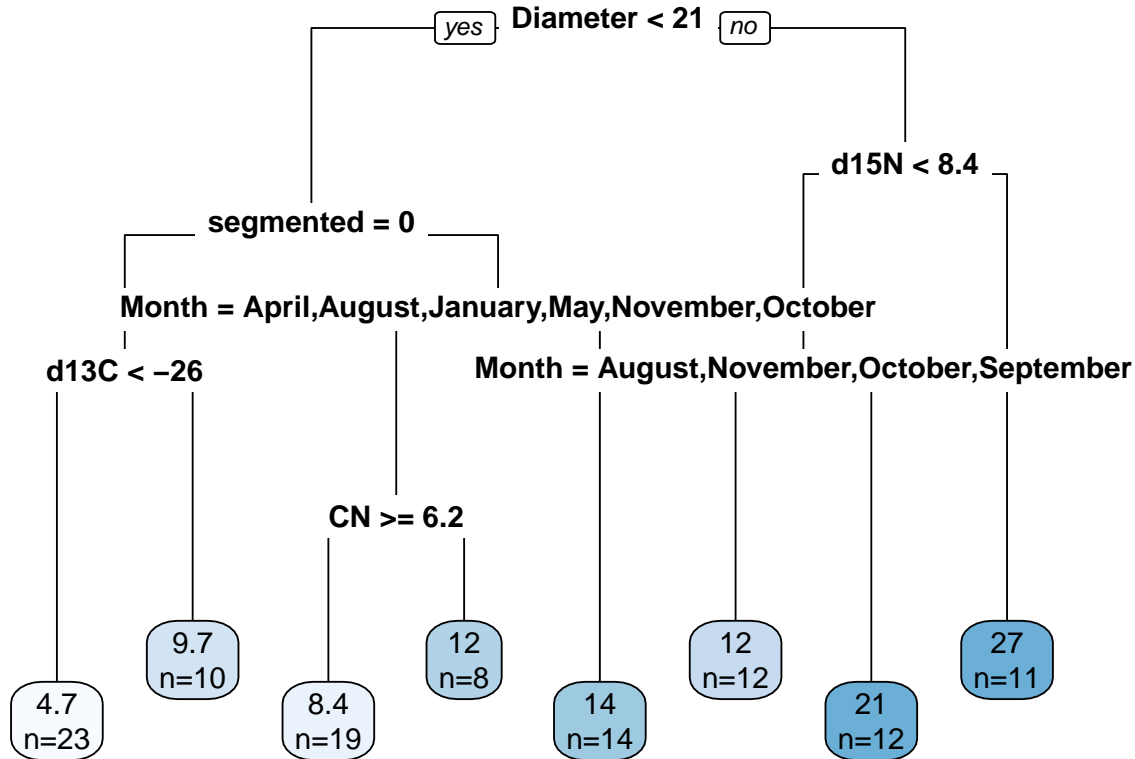 yes Diameter < 21 no
d15N < 8.4
segmented = 0
Month = April,August,January,May,November,October
d13C < −26
Month = August,November,October,September
CN >= 6.2
9.7
n=10
12
n=8
12
n=12
27
n=11
4.7
n=23
8.4
n=19
14
n=14
21
n=12